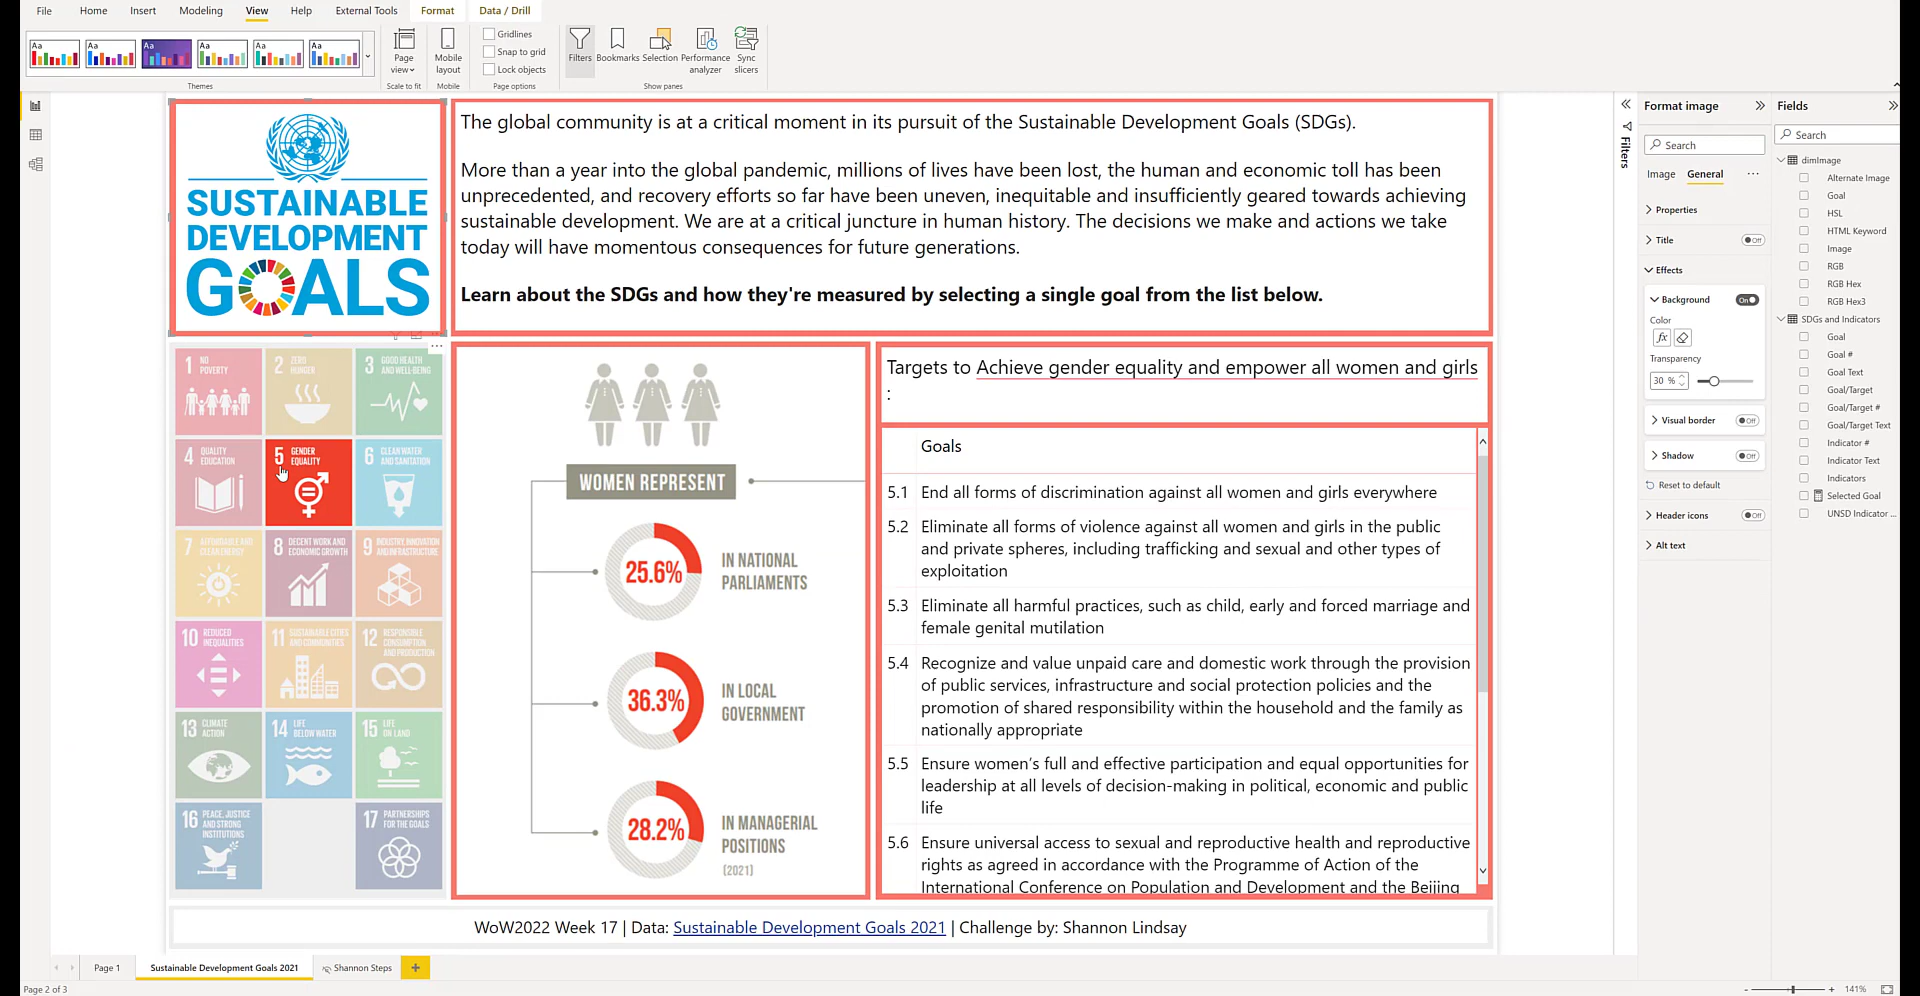 File Home Insert Modeling View Help External Tools Format Data / Drill
Aa Aa Aa Aa Aa Aa
Themes
Page view
Scale to fit
Mobile layout
Mobile
Gridlines
Snap to grid
Lock objects
Page options
Filters Bookmarks Selection Performance analyzer Sync slicers
Show panes
SUSTAINABLE
DEVELOPMENT
GOALS
The global community is at a critical moment in its pursuit of the Sustainable Development Goals (SDGs).
More than a year into the global pandemic, millions of lives have been lost, the human and economic toll has been
unprecedented, and recovery efforts so far have been uneven, inequitable and insufficiently geared towards achieving
sustainable development. We are at a critical juncture in human history. The decisions we make and actions we take
today will have momentous consequences for future generations.
Learn about the SDGs and how they're measured by selecting a single goal from the list below.
1 NO POVERTY
2 ZERO HUNGER
3 GOOD HEALTH AND WELL-BEING
4 QUALITY EDUCATION
5 GENDER EQUALITY
6 CLEAN WATER AND SANITATION
7 AFFORDABLE AND CLEAN ENERGY
8 DECENT WORK AND ECONOMIC GROWTH
9 INDUSTRY, INNOVATION AND INFRASTRUCTURE
10 REDUCED INEQUALITIES
11 SUSTAINABLE CITIES AND COMMUNITIES
12 RESPONSIBLE CONSUMPTION AND PRODUCTION
13 CLIMATE ACTION
14 LIFE BELOW WATER
15 LIFE ON LAND
16 PEACE, JUSTICE AND STRONG INSTITUTIONS
17 PARTNERSHIPS FOR THE GOALS
WOMEN REPRESENT
25.6%
IN NATIONAL
PARLIAMENTS
36.3%
IN LOCAL
GOVERNMENT
28.2%
IN MANAGERIAL
POSITIONS
(2021)
Targets to Achieve gender equality and empower all women and girls
:
Goals
5.1 End all forms of discrimination against all women and girls everywhere
5.2 Eliminate all forms of violence against all women and girls in the public
and private spheres, including trafficking and sexual and other types of
exploitation
5.3 Eliminate all harmful practices, such as child, early and forced marriage and
female genital mutilation
5.4 Recognize and value unpaid care and domestic work through the provision
of public services, infrastructure and social protection policies and the
promotion of shared responsibility within the household and the family as
nationally appropriate
5.5 Ensure women's full and effective participation and equal opportunities for
leadership at all levels of decision-making in political, economic and public
life
5.6 Ensure universal access to sexual and reproductive health and reproductive
rights as agreed in accordance with the Programme of Action of the
International Conference on Population and Development and the Beijing
WoW2022 Week 17 | Data: Sustainable Development Goals 2021 | Challenge by: Shannon Lindsay
Filters
Format image
Search
Image General ...
Properties
Title Off
Effects
Background On
Color
fx
Transparency
30 %
Visual border Off
Shadow Off
Reset to default
Header icons Off
Alt text
Fields
Search
dimImage
Alternate Image
Goal
HSL
HTML Keyword
Image
RGB
RGB Hex
RGB Hex3
SDGs and Indicators
Goal
Goal #
Goal Text
Goal/Target
Goal/Target #
Goal/Target Text
Indicator #
Indicator Text
Indicators
Selected Goal
UNSD Indicator ...
Page 1 Sustainable Development Goals 2021 Shannon Steps +
Page 2 of 3
- + 141%